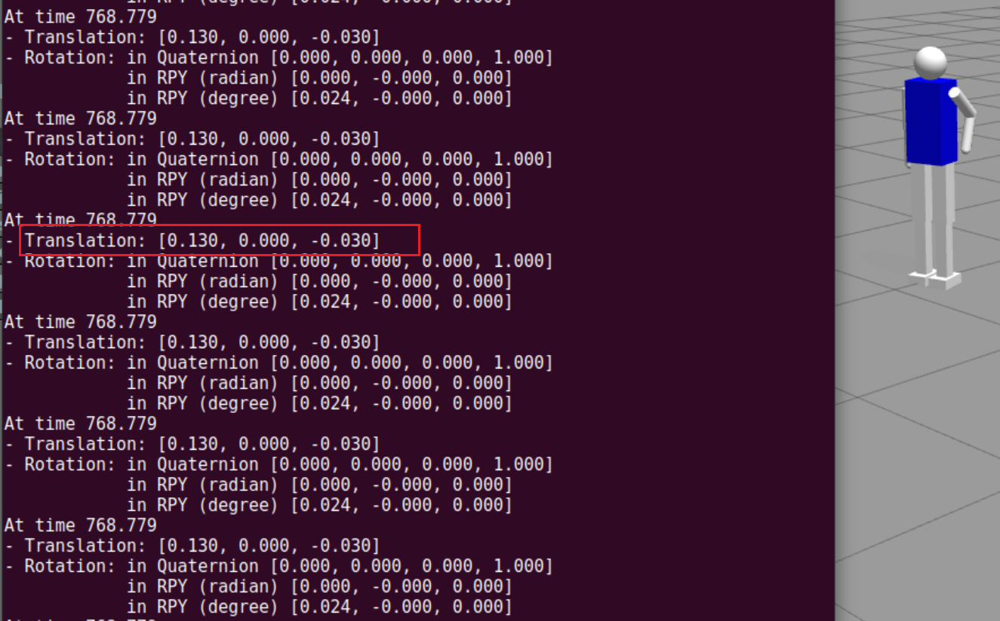 in RPY (degree) [0.024, -0.000, 0.000]
At time 768.779
- Translation: [0.130, 0.000, -0.030]
- Rotation: in Quaternion [0.000, 0.000, 0.000, 1.000]
in RPY (radian) [0.000, -0.000, 0.000]
in RPY (degree) [0.024, -0.000, 0.000]
At time 768.779
- Translation: [0.130, 0.000, -0.030]
- Rotation: in Quaternion [0.000, 0.000, 0.000, 1.000]
in RPY (radian) [0.000, -0.000, 0.000]
in RPY (degree) [0.024, -0.000, 0.000]
At time 768.779
- Translation: [0.130, 0.000, -0.030]
- Rotation: in Quaternion [0.000, 0.000, 0.000, 1.000]
in RPY (radian) [0.000, -0.000, 0.000]
in RPY (degree) [0.024, -0.000, 0.000]
At time 768.779
- Translation: [0.130, 0.000, -0.030]
- Rotation: in Quaternion [0.000, 0.000, 0.000, 1.000]
in RPY (radian) [0.000, -0.000, 0.000]
in RPY (degree) [0.024, -0.000, 0.000]
At time 768.779
- Translation: [0.130, 0.000, -0.030]
- Rotation: in Quaternion [0.000, 0.000, 0.000, 1.000]
in RPY (radian) [0.000, -0.000, 0.000]
in RPY (degree) [0.024, -0.000, 0.000]
At time 768.779
- Translation: [0.130, 0.000, -0.030]
- Rotation: in Quaternion [0.000, 0.000, 0.000, 1.000]
in RPY (radian) [0.000, -0.000, 0.000]
in RPY (degree) [0.024, -0.000, 0.000]